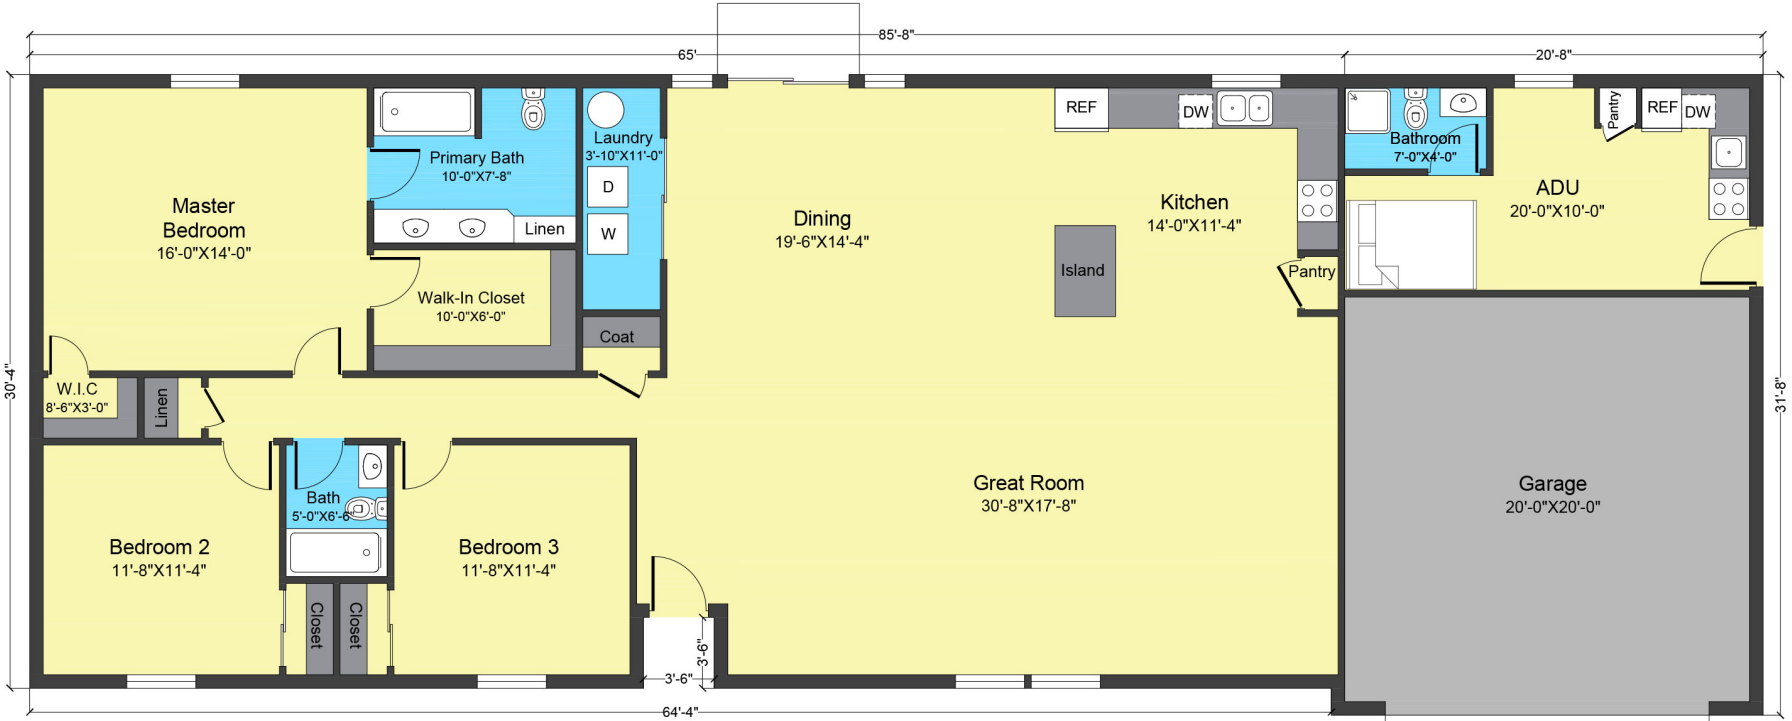 85'-8"
65'
20'-8"
30'-4"
31'-8"
Master
Bedroom
16'-0"X14'-0"
Primary Bath
10'-0"X7'-8"
Linen
Laundry
3'-10"X11'-0"
D
W
Walk-In Closet
10'-0"X6'-0"
Coat
Dining
19'-6"X14'-4"
REF
DW
Kitchen
14'-0"X11'-4"
Island
Pantry
Bathroom
7'-0"X4'-0"
Pantry
REF
DW
ADU
20'-0"X10'-0"
W.I.C
8'-6"X3'-0"
Linen
Bedroom 2
11'-8"X11'-4"
Bath
5'-0"X6'-6"
Closet
Closet
Bedroom 3
11'-8"X11'-4"
Great Room
30'-8"X17'-8"
Garage
20'-0"X20'-0"
3'-6"
3'-6"
64'-4"